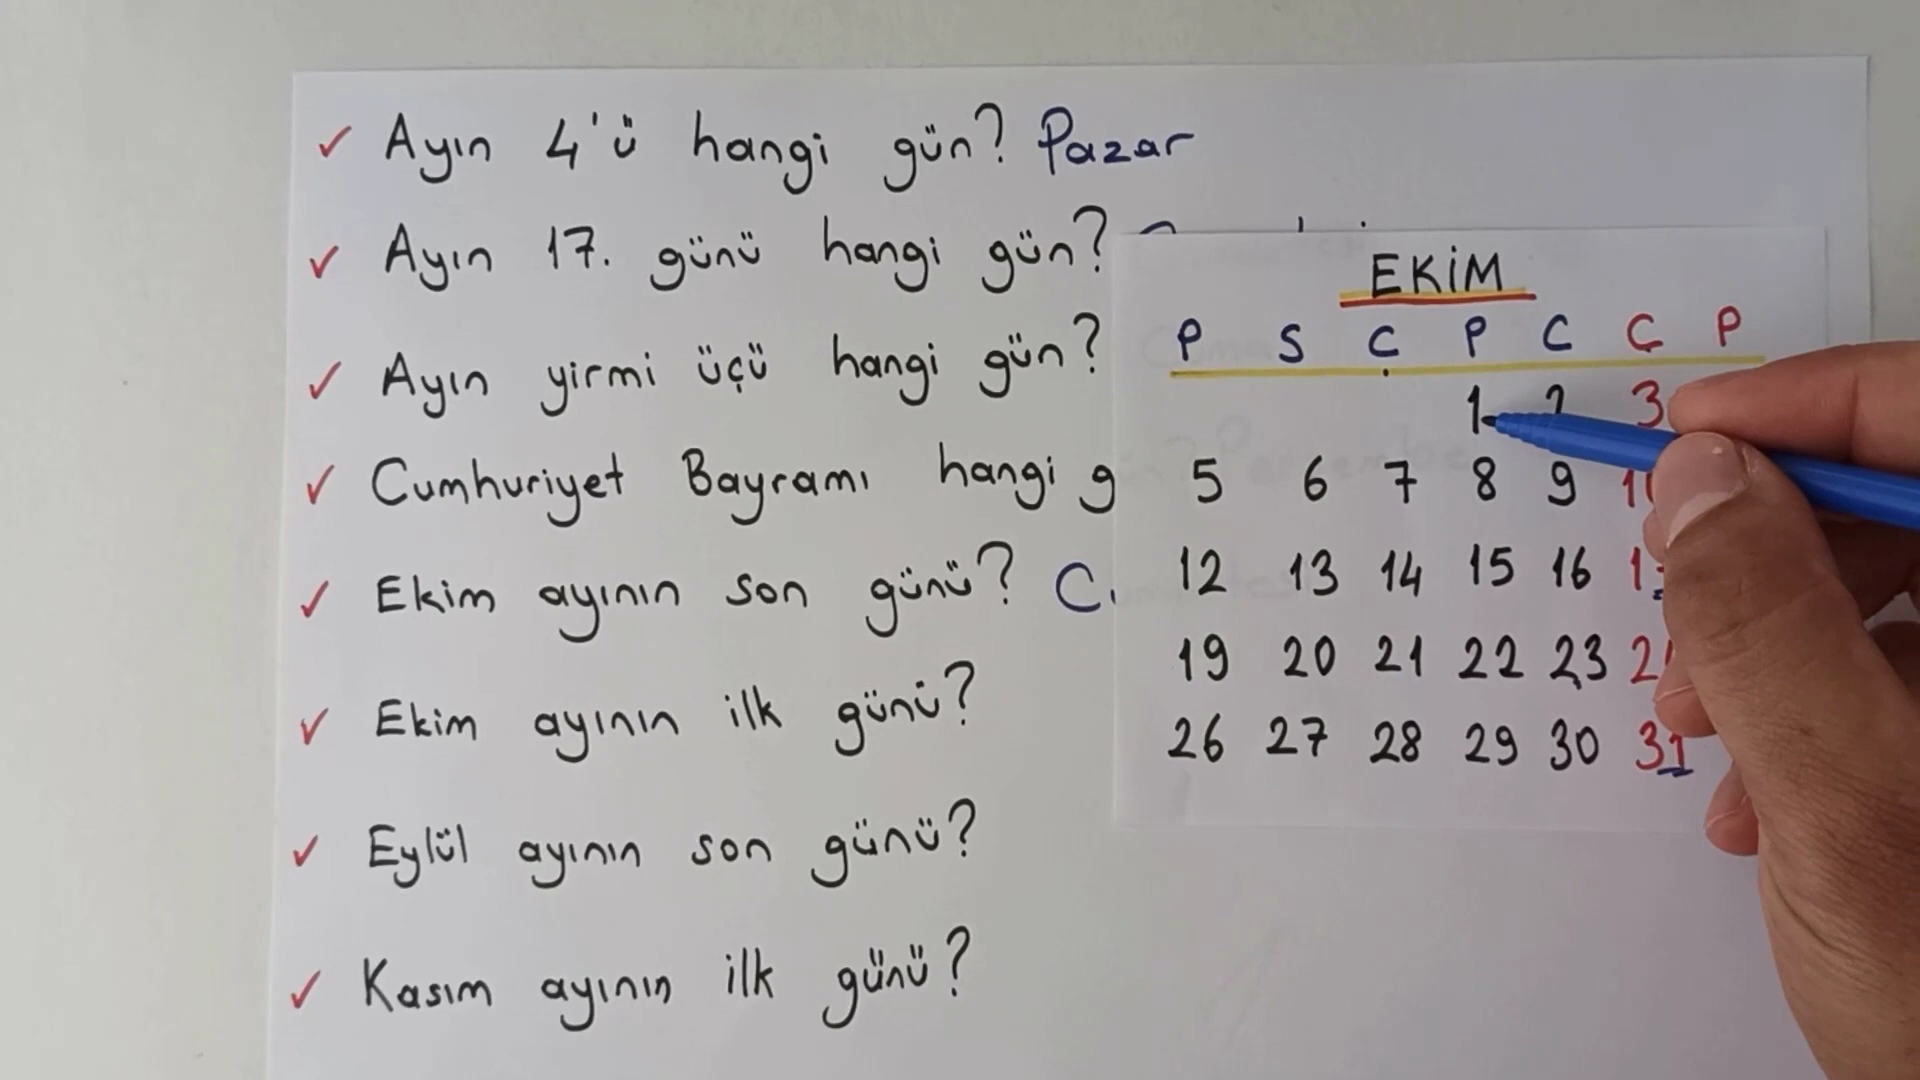 Ayın 4'ü hangi gün? Pazar
Ayın 17. günü hangi gün?
Ayın yirmi üçü hangi gün?
Cumhuriyet Bayramı hangi g
Ekim ayının son günü? C.
Ekim ayının ilk günü?
Eylül ayının son günü?
Kasım ayının ilk günü?
EKİM
P S Ç P C C P
1 2 3
5 6 7 8 9
12 13 14 15 16
19 20 21 22 23
26 27 28 29 30 31